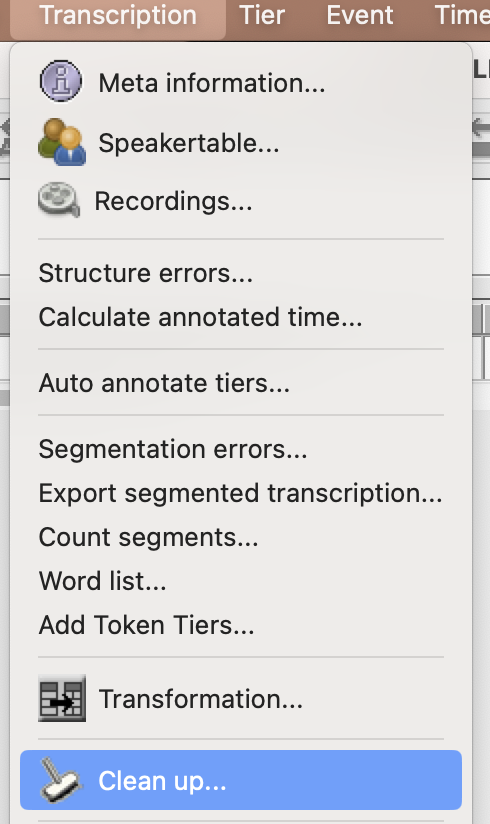 Transcription Tier Event Time
Meta information...
Speakertable...
Recordings...
Structure errors...
Calculate annotated time...
Auto annotate tiers...
Segmentation errors...
Export segmented transcription...
Count segments...
Word list...
Add Token Tiers...
Transformation...
Clean up...